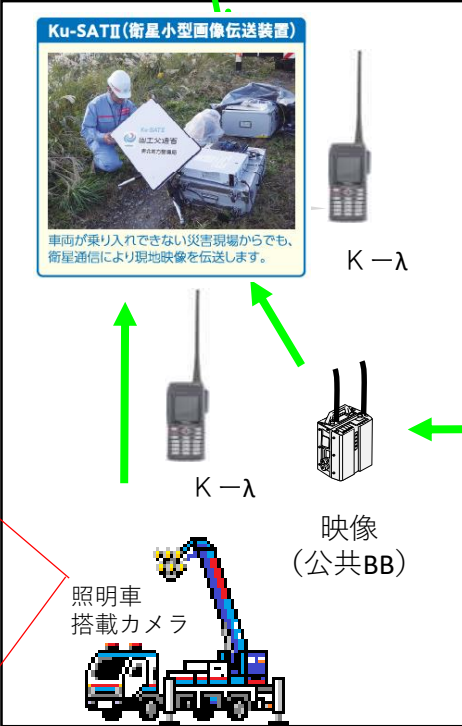 Ku-SATⅡ(衛星小型画像伝送装置)
Ku-SATⅡ
国土交通省
車両が乗り入れできない災害現場からでも、
衛星通信により現地映像を伝送します。
K－λ
K－λ
映像
（公共BB）
照明車
搭載カメラ